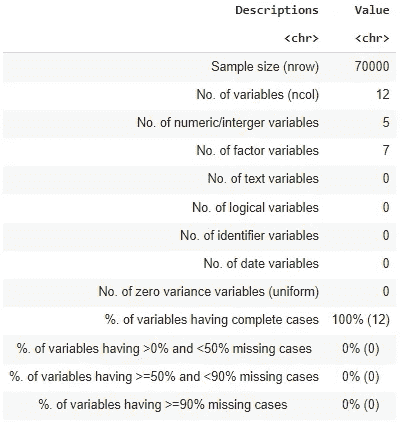 Descriptions Value
<chr> <chr>
Sample size (nrow) 70000
No. of variables (ncol) 12
No. of numeric/interger variables 5
No. of factor variables 7
No. of text variables 0
No. of logical variables 0
No. of identifier variables 0
No. of date variables 0
No. of zero variance variables (uniform) 0
%. of variables having complete cases 100% (12)
%. of variables having >0% and <50% missing cases 0% (0)
%. of variables having >=50% and <90% missing cases 0% (0)
%. of variables having >=90% missing cases 0% (0)